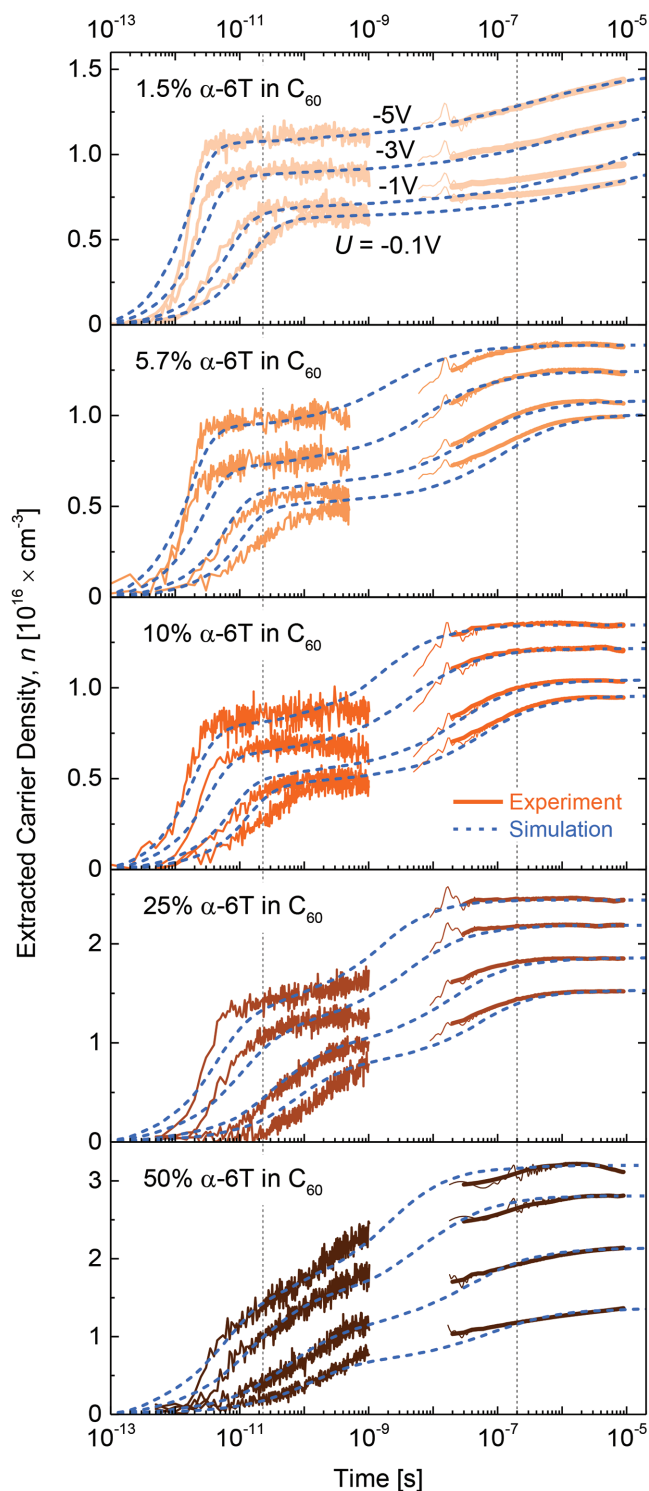 10⁻¹³ 10⁻¹¹ 10⁻⁹ 10⁻⁷ 10⁻⁵
1.5% α-6T in C₆₀
-5V
-3V
-1V
U = -0.1V
1.5
1.0
0.5
0
5.7% α-6T in C₆₀
1.0
0.5
0
10% α-6T in C₆₀
1.0
0.5
0
Experiment
Simulation
25% α-6T in C₆₀
2
1
0
50% α-6T in C₆₀
3
2
1
0
10⁻¹³ 10⁻¹¹ 10⁻⁹ 10⁻⁷ 10⁻⁵
Time [s]
Extracted Carrier Density, n [10¹⁶ × cm⁻³]